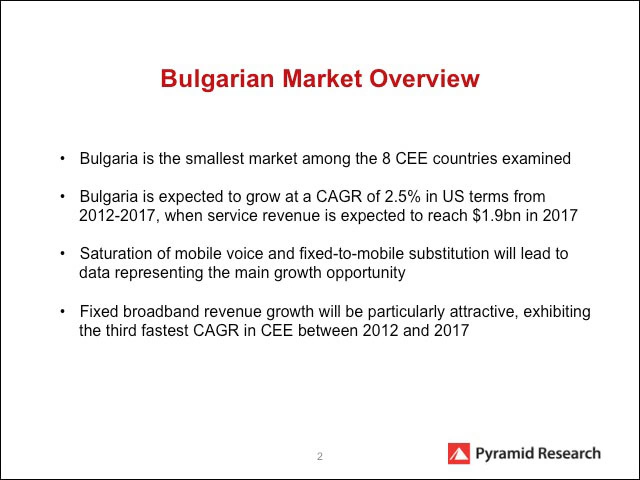 Bulgarian Market Overview
• Bulgaria is the smallest market among the 8 CEE countries examined
• Bulgaria is expected to grow at a CAGR of 2.5% in US terms from
2012-2017, when service revenue is expected to reach $1.9bn in 2017
• Saturation of mobile voice and fixed-to-mobile substitution will lead to
data representing the main growth opportunity
• Fixed broadband revenue growth will be particularly attractive, exhibiting
the third fastest CAGR in CEE between 2012 and 2017
2
Pyramid Research